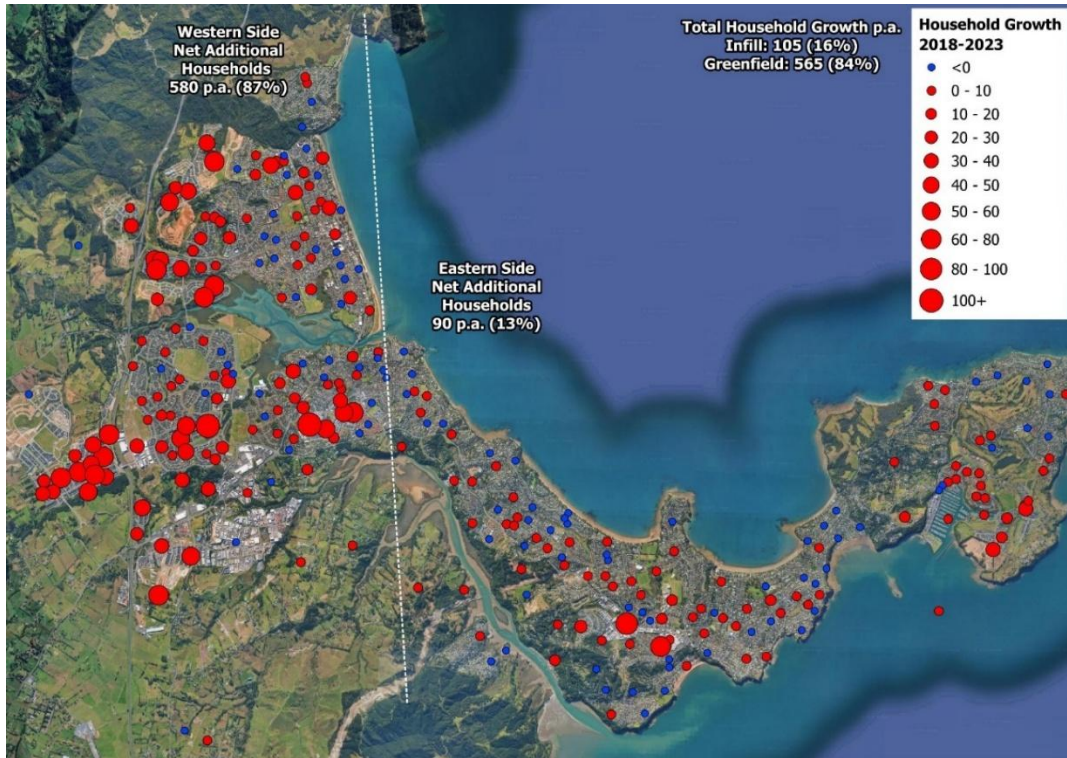 Western Side
Net Additional
Households
580 p.a. (87%)
Total Household Growth p.a.
Infill: 105 (16%)
Greenfield: 565 (84%)
Eastern Side
Net Additional
Households
90 p.a. (13%)
Household Growth
2018-2023
<0
0 - 10
10 - 20
20 - 30
30 - 40
40 - 50
50 - 60
60 - 80
80 - 100
100+